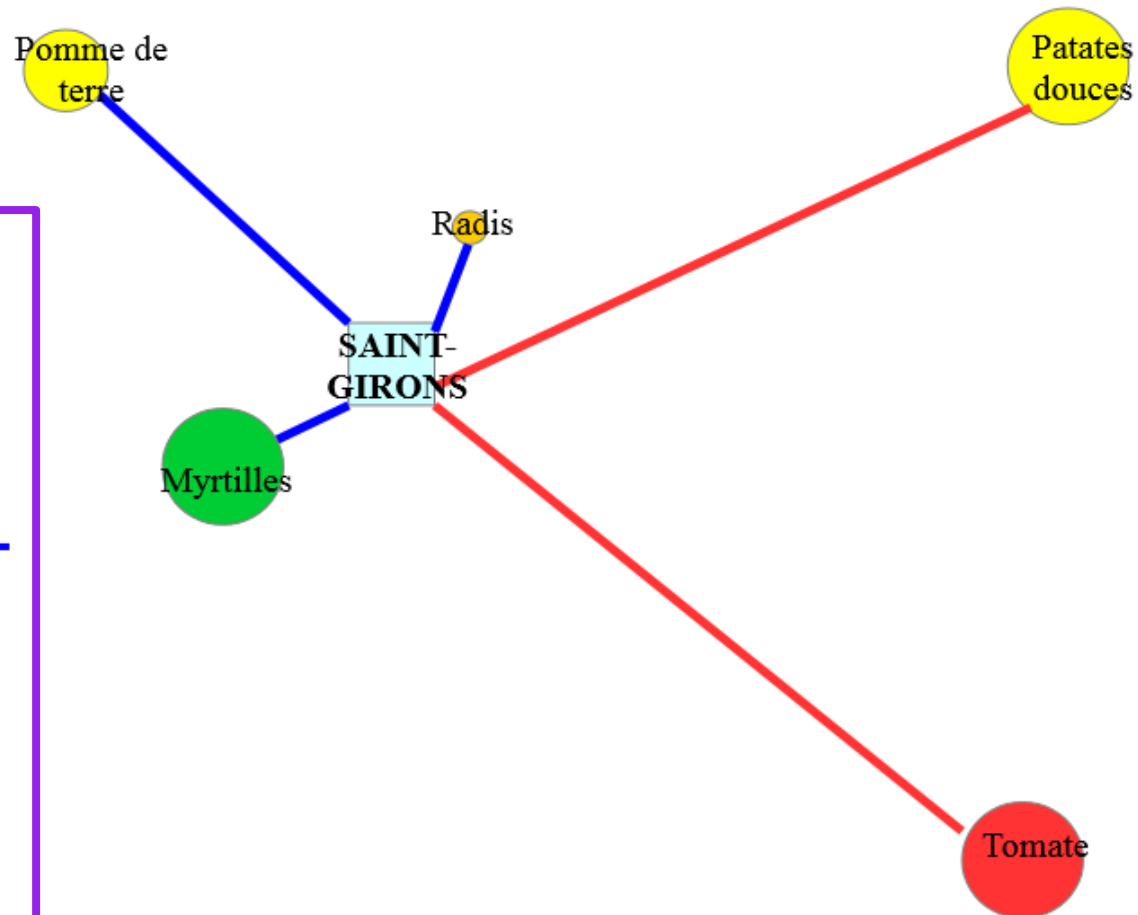 Pomme de
terre
Patates
douces
Radis
SAINT-
GIRONS
Myrtilles
Tomate